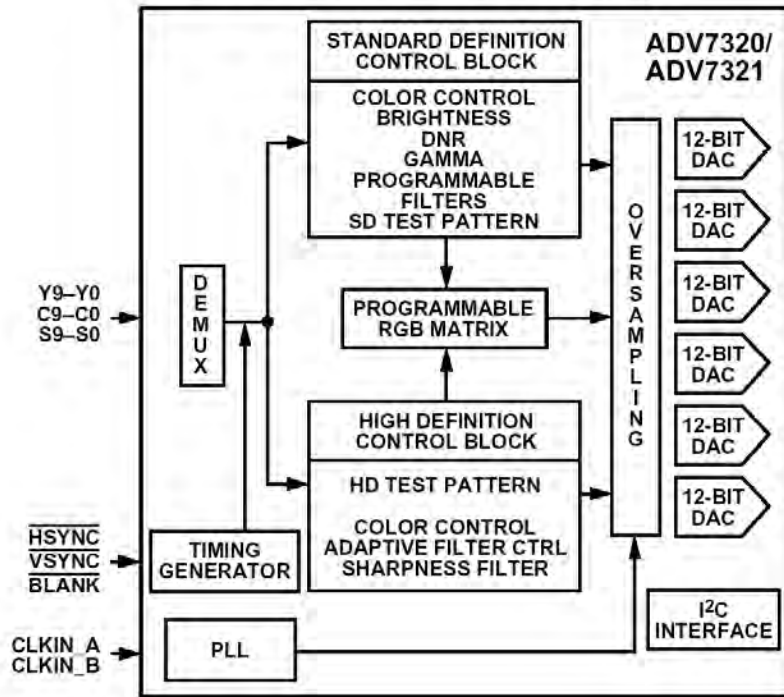 STANDARD DEFINITION
CONTROL BLOCK
COLOR CONTROL
BRIGHTNESS
DNR
GAMMA
PROGRAMMABLE
FILTERS
SD TEST PATTERN
ADV7320/
ADV7321
Y9–Y0
C9–C0
S9–S0
DEMUX
PROGRAMMABLE
RGB MATRIX
HIGH DEFINITION
CONTROL BLOCK
HD TEST PATTERN
COLOR CONTROL
ADAPTIVE FILTER CTRL
SHARPNESS FILTER
OVERSAMPLING
12-BIT
DAC
12-BIT
DAC
12-BIT
DAC
12-BIT
DAC
12-BIT
DAC
12-BIT
DAC
HSYNC
VSYNC
BLANK
TIMING
GENERATOR
CLKIN_A
CLKIN_B
PLL
I²C
INTERFACE